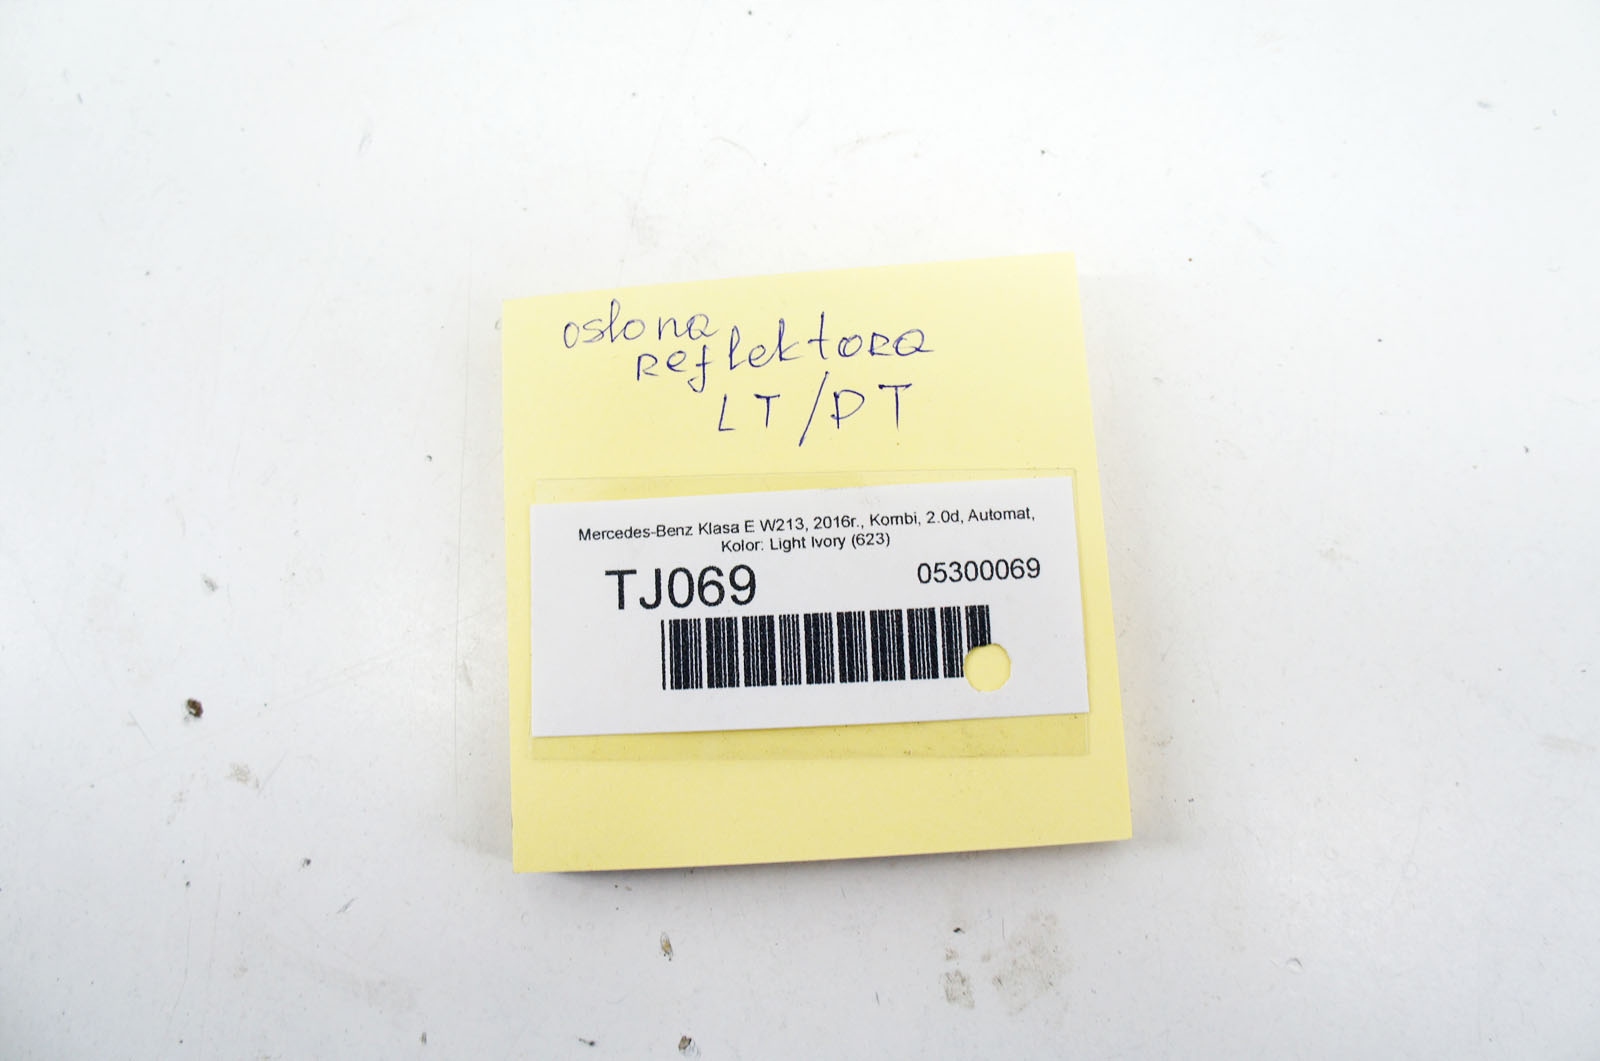 osłona
reflektora
LT/PT
Mercedes-Benz Klasa E W213, 2016r., Kombi, 2.0d, Automat,
Kolor: Light Ivory (623)
TJ069 05300069